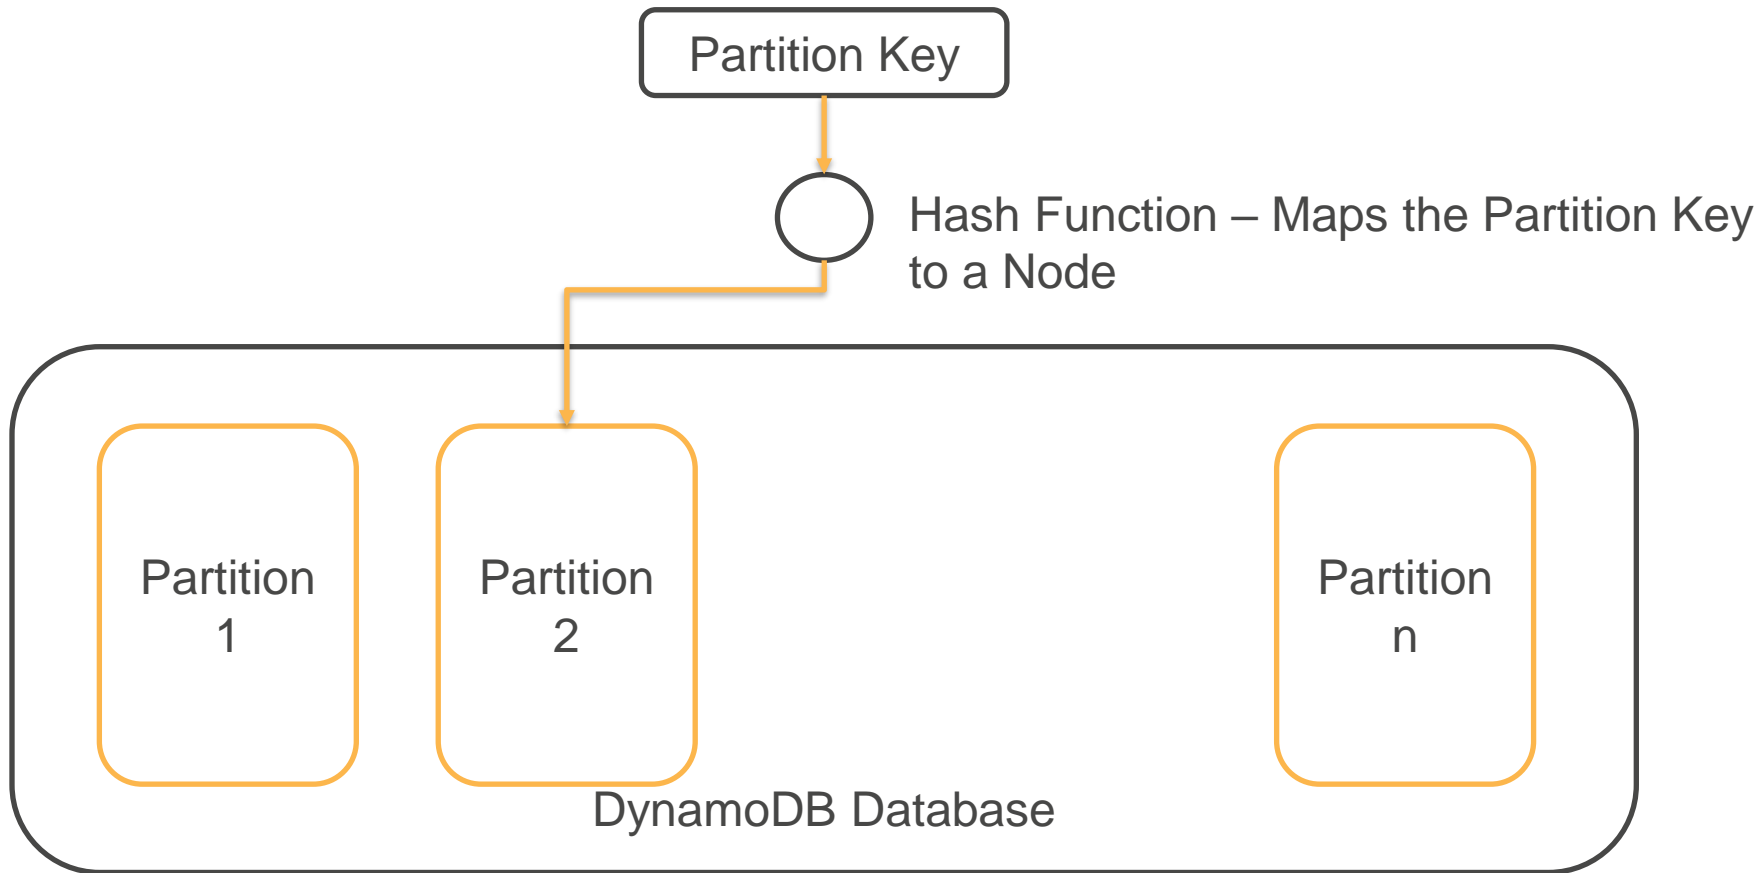 Partition Key
Hash Function – Maps the Partition Key
to a Node
Partition
1
Partition
2
Partition
n
DynamoDB Database